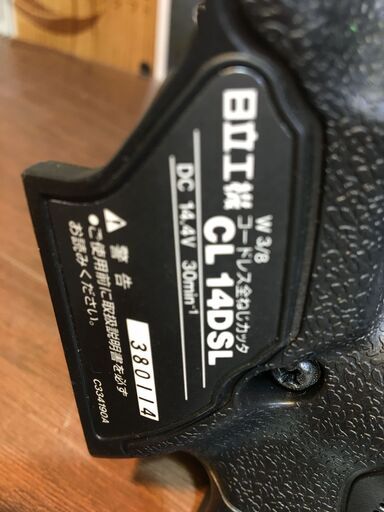 日立工機
W 3/8
コードレス全ねじカッタ
CL 14DSL
DC 14.4V 30min⁻¹
⚠ 警告
●ご使用前に取扱説明書を必ず
お読みください。
380114
C334190A